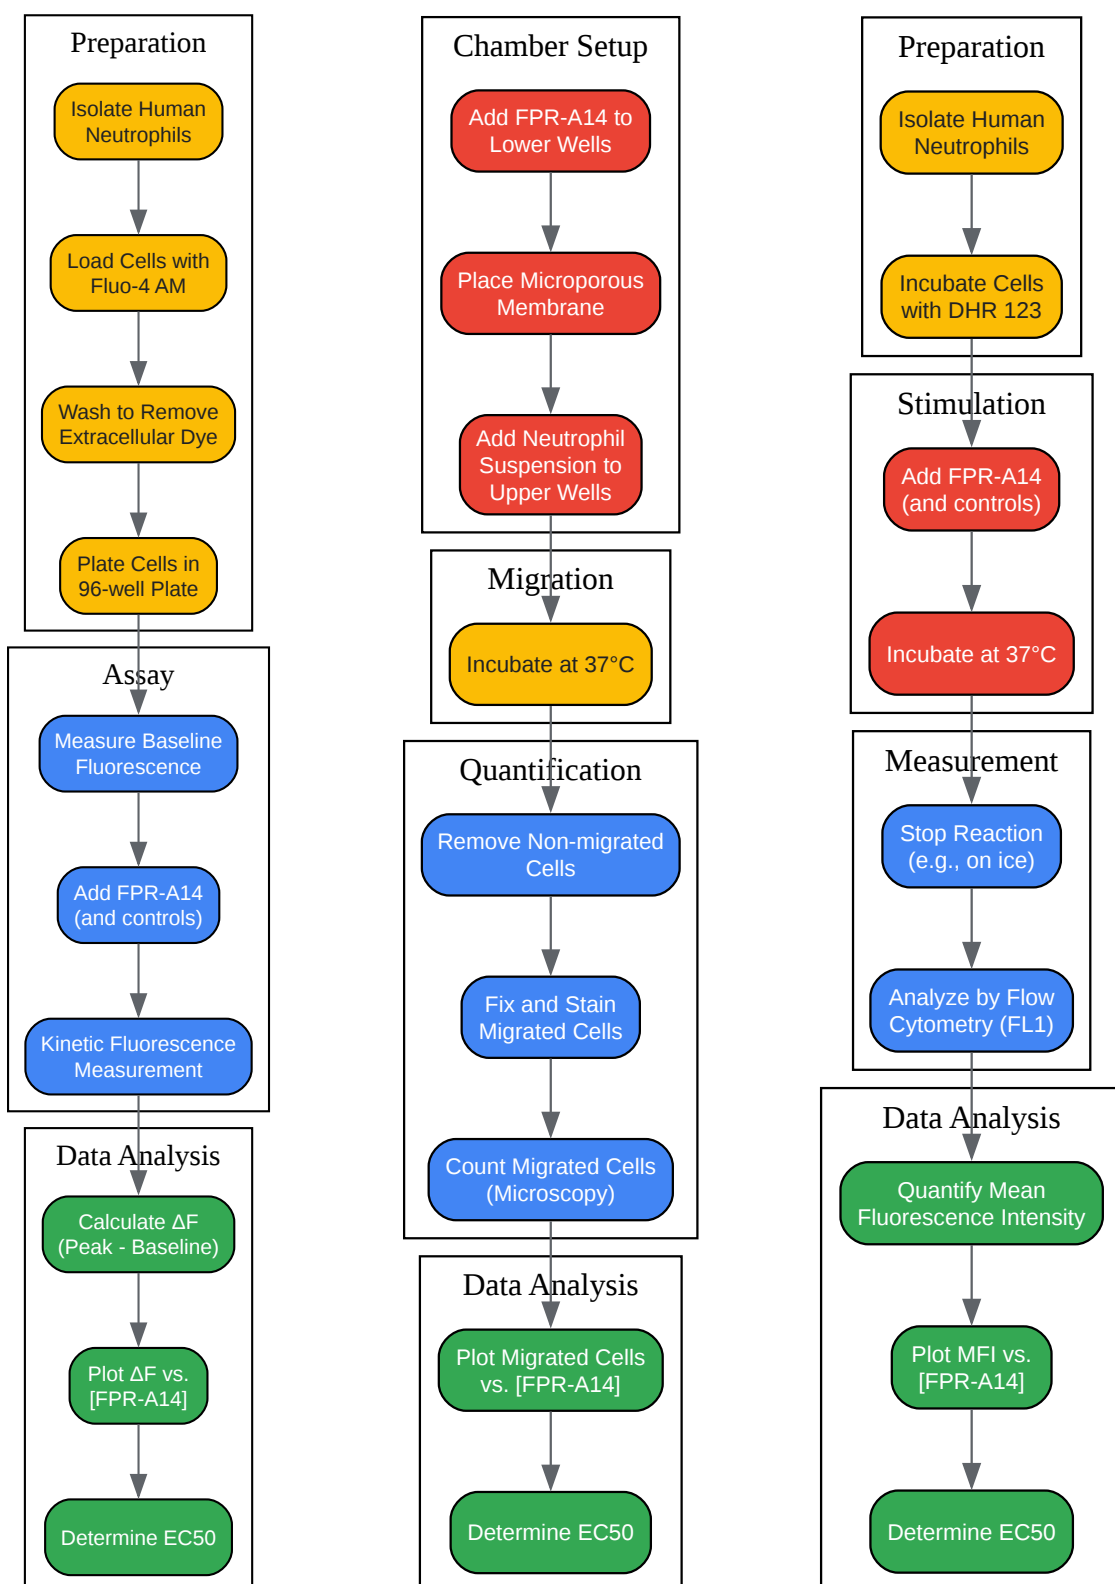 Preparation
Isolate Human
Neutrophils
Load Cells with
Fluo-4 AM
Wash to Remove
Extracellular Dye
Plate Cells in
96-well Plate
Assay
Measure Baseline
Fluorescence
Add FPR-A14
(and controls)
Kinetic Fluorescence
Measurement
Data Analysis
Calculate ΔF
(Peak - Baseline)
Plot ΔF vs.
[FPR-A14]
Determine EC50
Chamber Setup
Add FPR-A14 to
Lower Wells
Place Microporous
Membrane
Add Neutrophil
Suspension to
Upper Wells
Migration
Incubate at 37°C
Quantification
Remove Non-migrated
Cells
Fix and Stain
Migrated Cells
Count Migrated Cells
(Microscopy)
Data Analysis
Plot Migrated Cells
vs. [FPR-A14]
Determine EC50
Preparation
Isolate Human
Neutrophils
Incubate Cells
with DHR 123
Stimulation
Add FPR-A14
(and controls)
Incubate at 37°C
Measurement
Stop Reaction
(e.g., on ice)
Analyze by Flow
Cytometry (FL1)
Data Analysis
Quantify Mean
Fluorescence Intensity
Plot MFI vs.
[FPR-A14]
Determine EC50